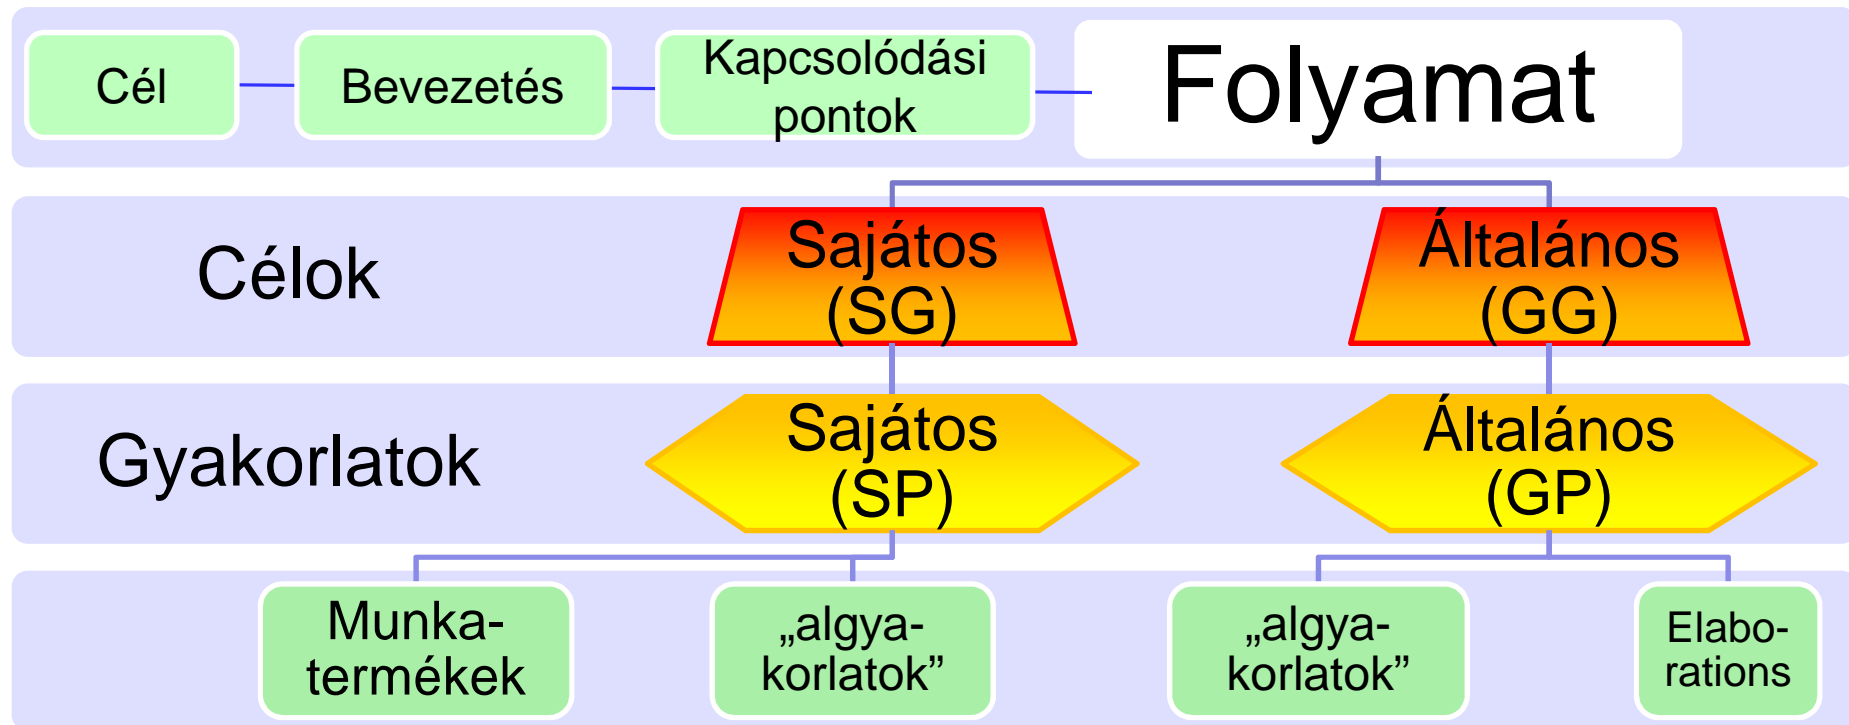 Cél
Bevezetés
Kapcsolódási
pontok
Folyamat
Célok
Sajátos
(SG)
Általános
(GG)
Gyakorlatok
Sajátos
(SP)
Általános
(GP)
Munka-
termékek
„algya-
korlatok”
„algya-
korlatok”
Elabo-
rations